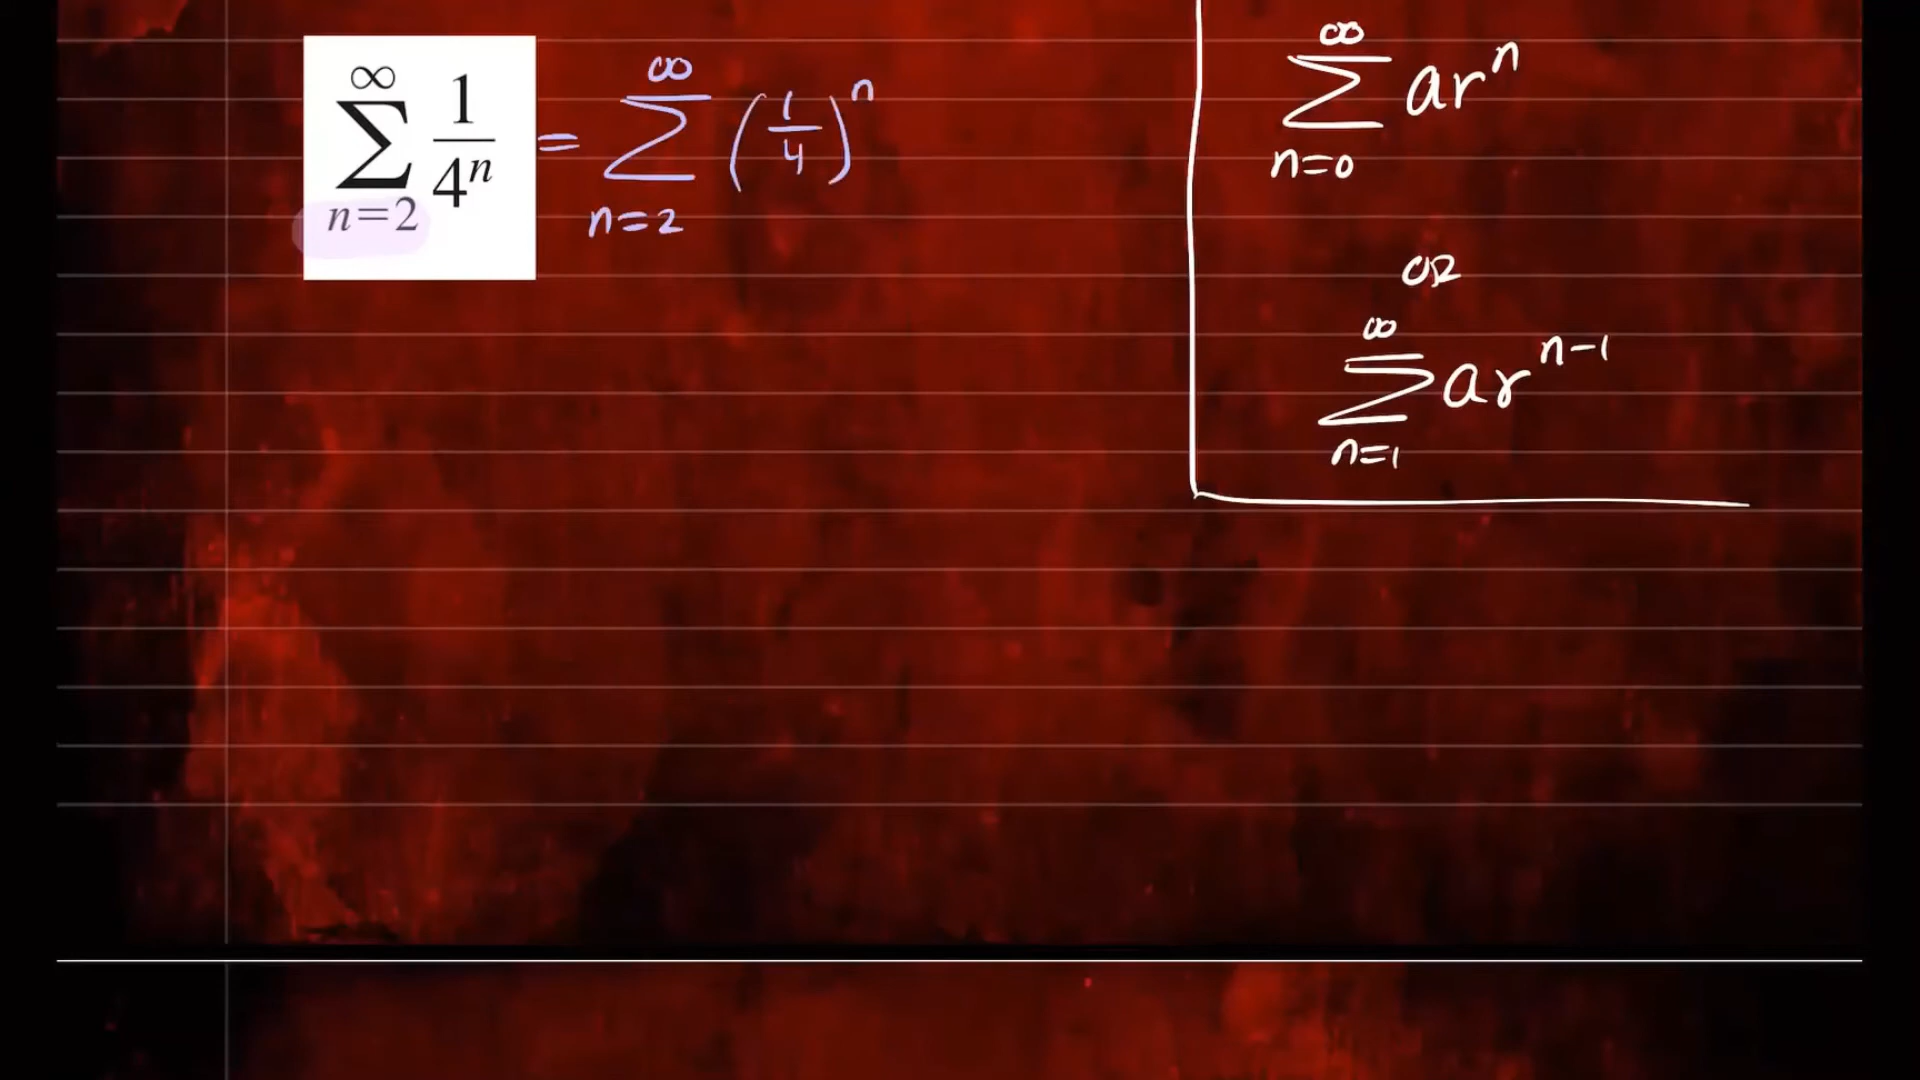 ∞ ∑ n=2 1/4ⁿ = ∞ ∑ n=2 (1/4)ⁿ
∞ ∑ n=0 arⁿ
OR
∞ ∑ n=1 arⁿ⁻¹